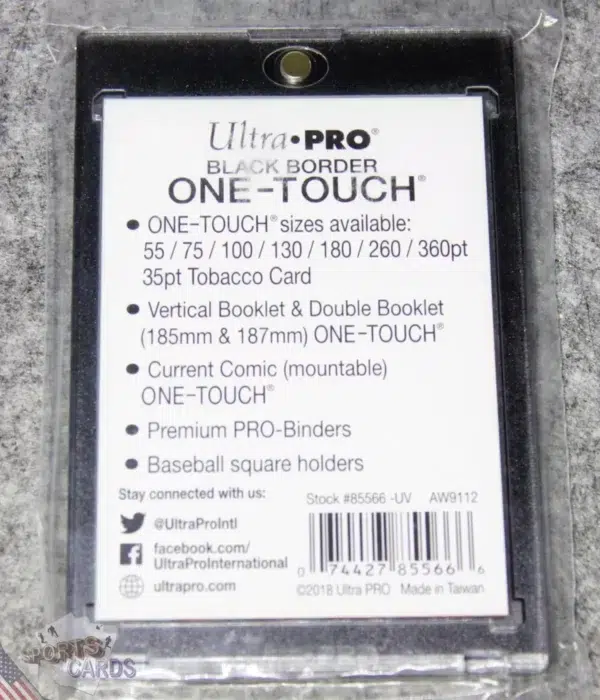 Ultra•PRO®
BLACK BORDER
ONE-TOUCH®
• ONE-TOUCH® sizes available:
55 / 75 / 100 / 130 / 180 / 260 / 360pt
35pt Tobacco Card
• Vertical Booklet & Double Booklet
(185mm & 187mm) ONE-TOUCH®
• Current Comic (mountable)
ONE-TOUCH®
• Premium PRO-Binders
• Baseball square holders
Stay connected with us:
@UltraProIntl
facebook.com/
UltraProInternational
ultrapro.com
Stock #85566 -UV AW9112
0 74427 85566 6
©2018 Ultra PRO Made in Taiwan
SPORTS
CARDS